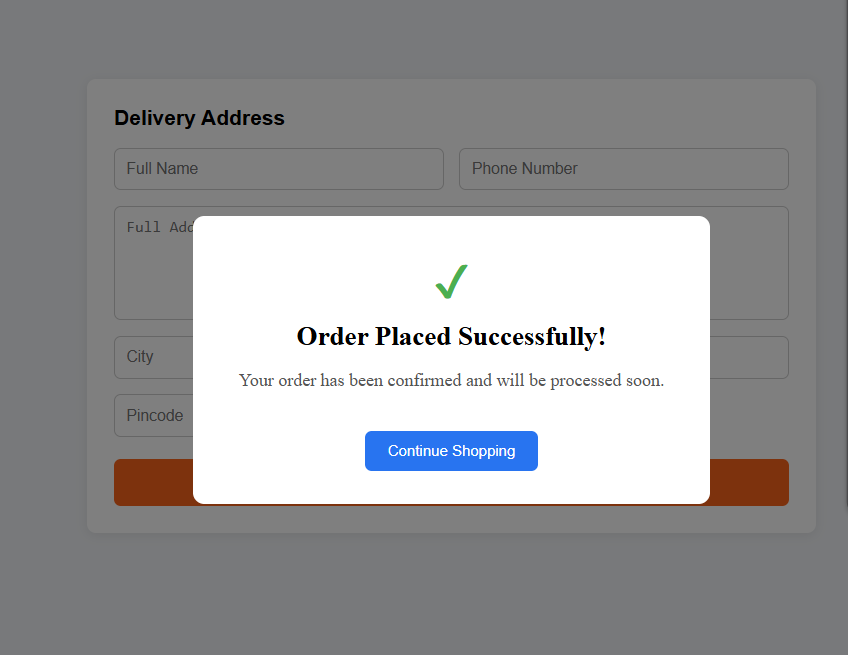 Delivery Address
Full Name
Phone Number
Full Add
✓
Order Placed Successfully!
Your order has been confirmed and will be processed soon.
City
Pincode
Continue Shopping